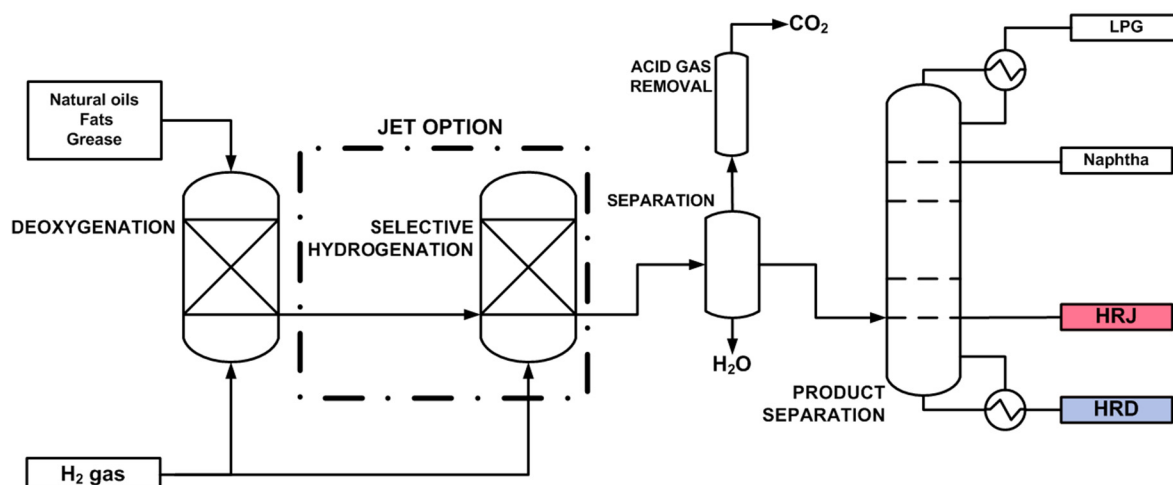 Natural oils
Fats
Grease
DEOXYGENATION
H₂ gas
JET OPTION
SELECTIVE
HYDROGENATION
CO₂
ACID GAS
REMOVAL
SEPARATION
H₂O
PRODUCT
SEPARATION
LPG
Naphtha
HRJ
HRD